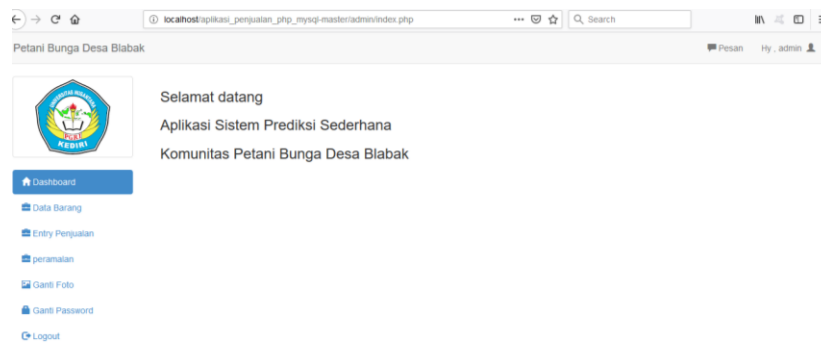 localhost/aplikasi_penjualan_php_mysql-master/admin/index.php
Search
Petani Bunga Desa Blabak
Pesan
Hy , admin
PGRI
KEDIRI
Selamat datang
Aplikasi Sistem Prediksi Sederhana
Komunitas Petani Bunga Desa Blabak
Dashboard
Data Barang
Entry Penjualan
peramalan
Ganti Foto
Ganti Password
Logout